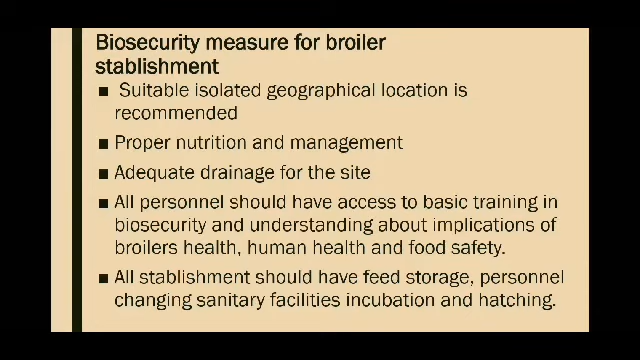 Biosecurity measure for broiler
stablishment
■ Suitable isolated geographical location is
recommended
■ Proper nutrition and management
■ Adequate drainage for the site
■ All personnel should have access to basic training in
biosecurity and understanding about implications of
broilers health, human health and food safety.
■ All stablishment should have feed storage, personnel
changing sanitary facilities incubation and hatching.